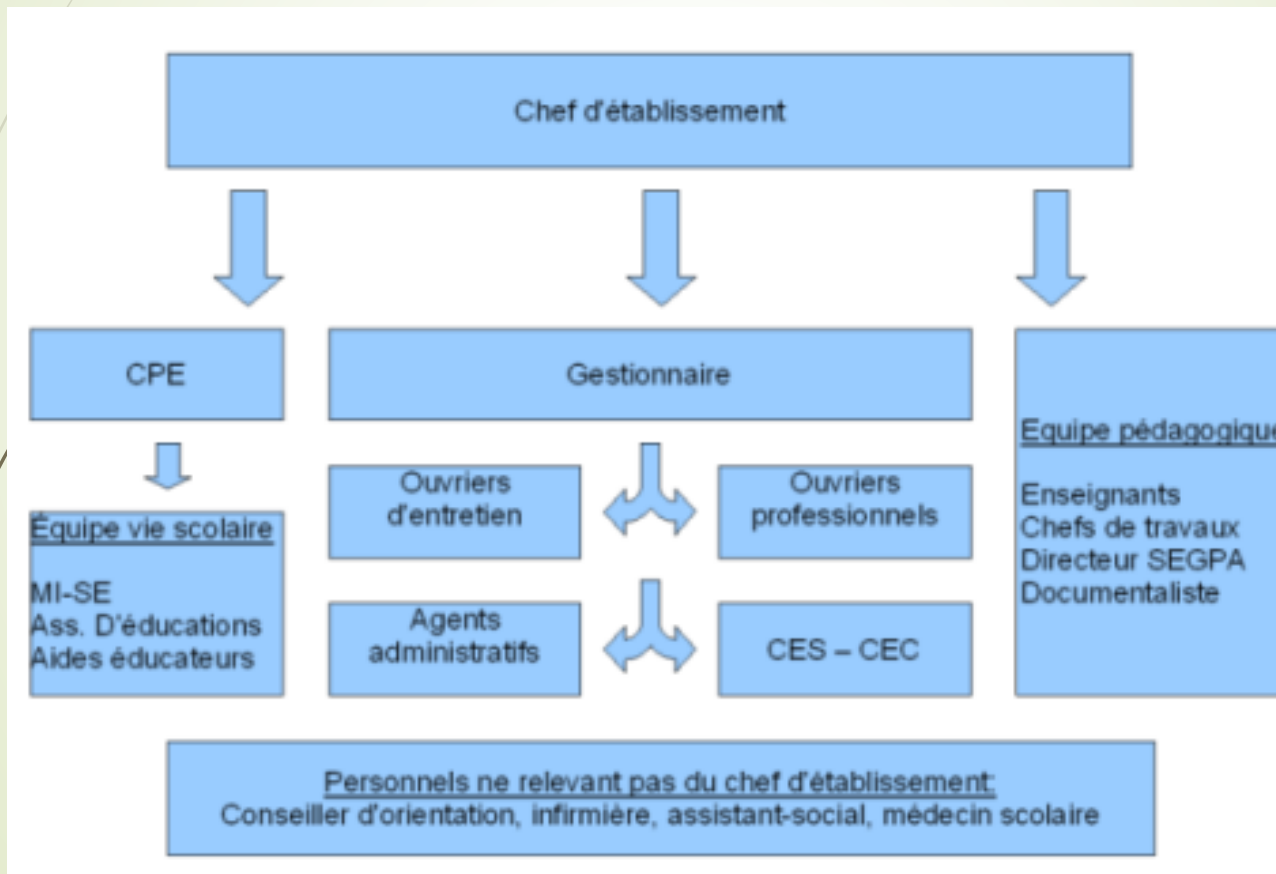 Chef d'établissement
CPE
Gestionnaire
Equipe pédagogique
Enseignants
Chefs de travaux
Directeur SEGPA
Documentaliste
Ouvriers
d'entretien
Ouvriers
professionnels
Équipe vie scolaire
MI-SE
Ass. D'éducations
Aides éducateurs
Agents
administratifs
CES – CEC
Personnels ne relevant pas du chef d'établissement:
Conseiller d'orientation, infirmière, assistant-social, médecin scolaire